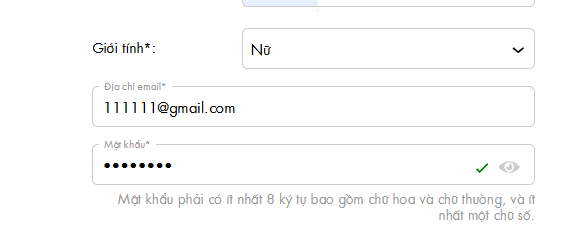 Giới tính*:
Nữ
Địa chỉ email*
111111@gmail.com
Mật khẩu*
••••••••
Mật khẩu phải có ít nhất 8 ký tự bao gồm chữ hoa và chữ thường, và ít
nhất một chữ số.